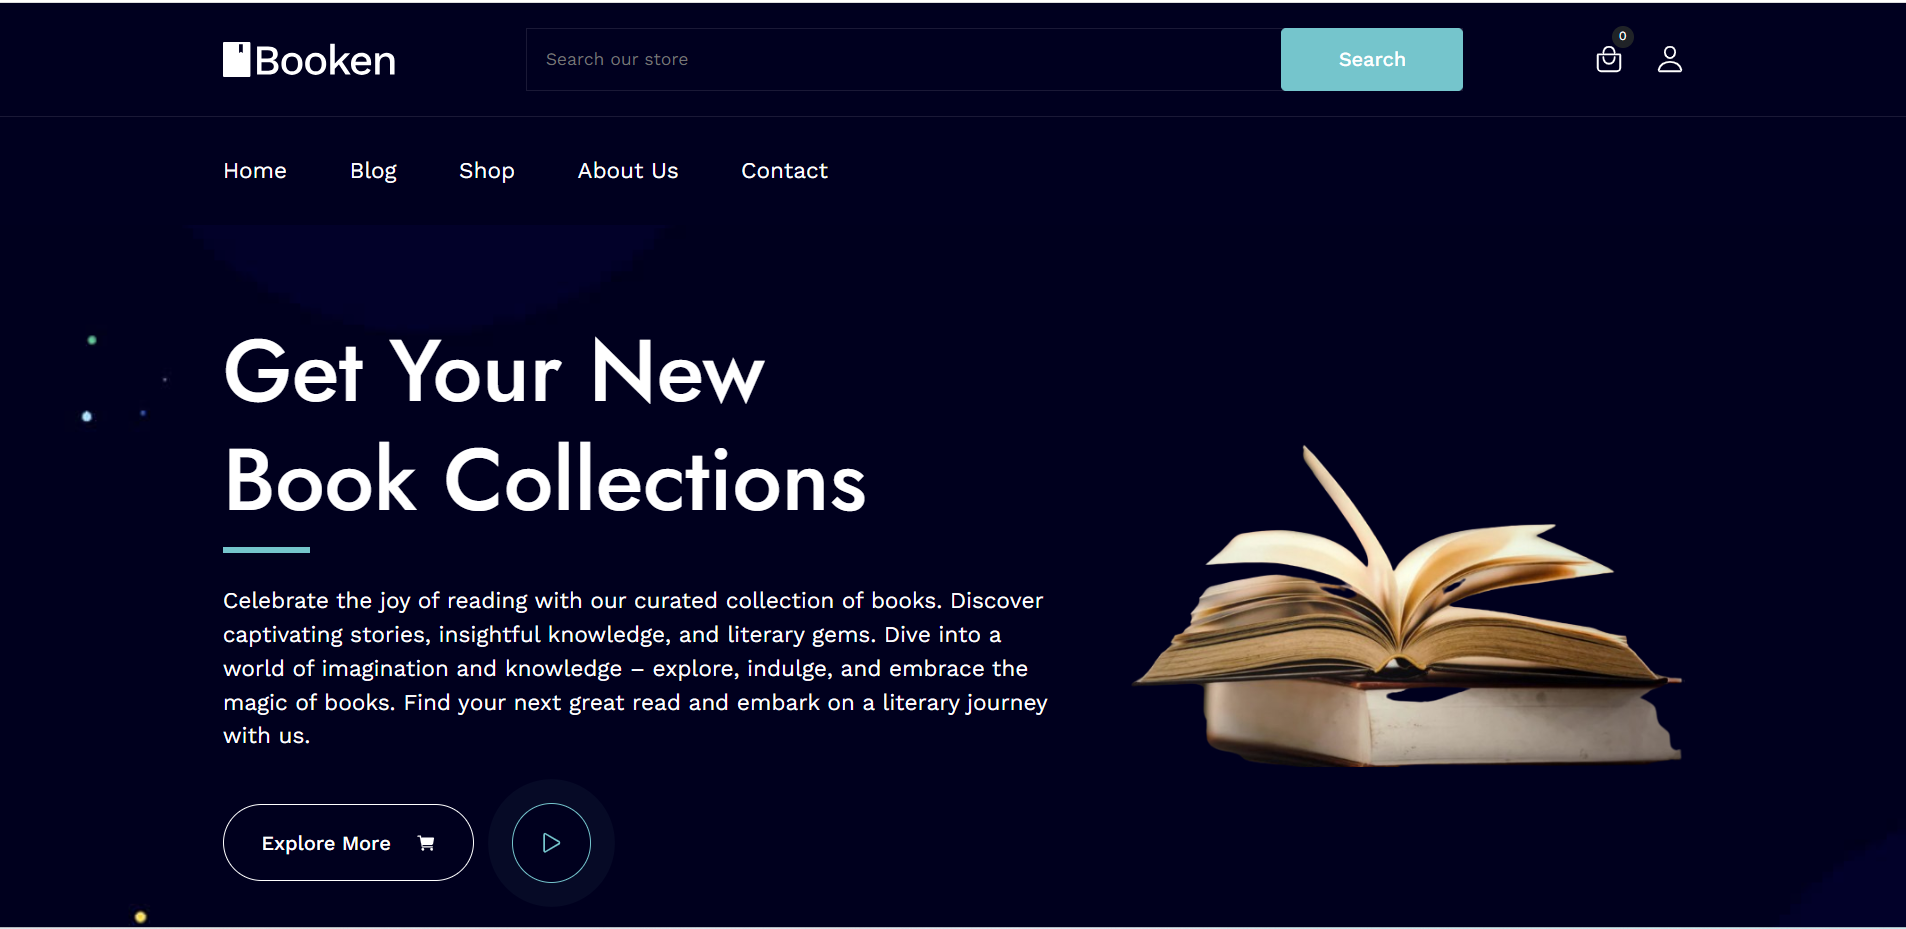 Booken
Search our store
Search
0
Home
Blog
Shop
About Us
Contact
Get Your New
Book Collections
Celebrate the joy of reading with our curated collection of books. Discover
captivating stories, insightful knowledge, and literary gems. Dive into a
world of imagination and knowledge – explore, indulge, and embrace the
magic of books. Find your next great read and embark on a literary journey
with us.
Explore More